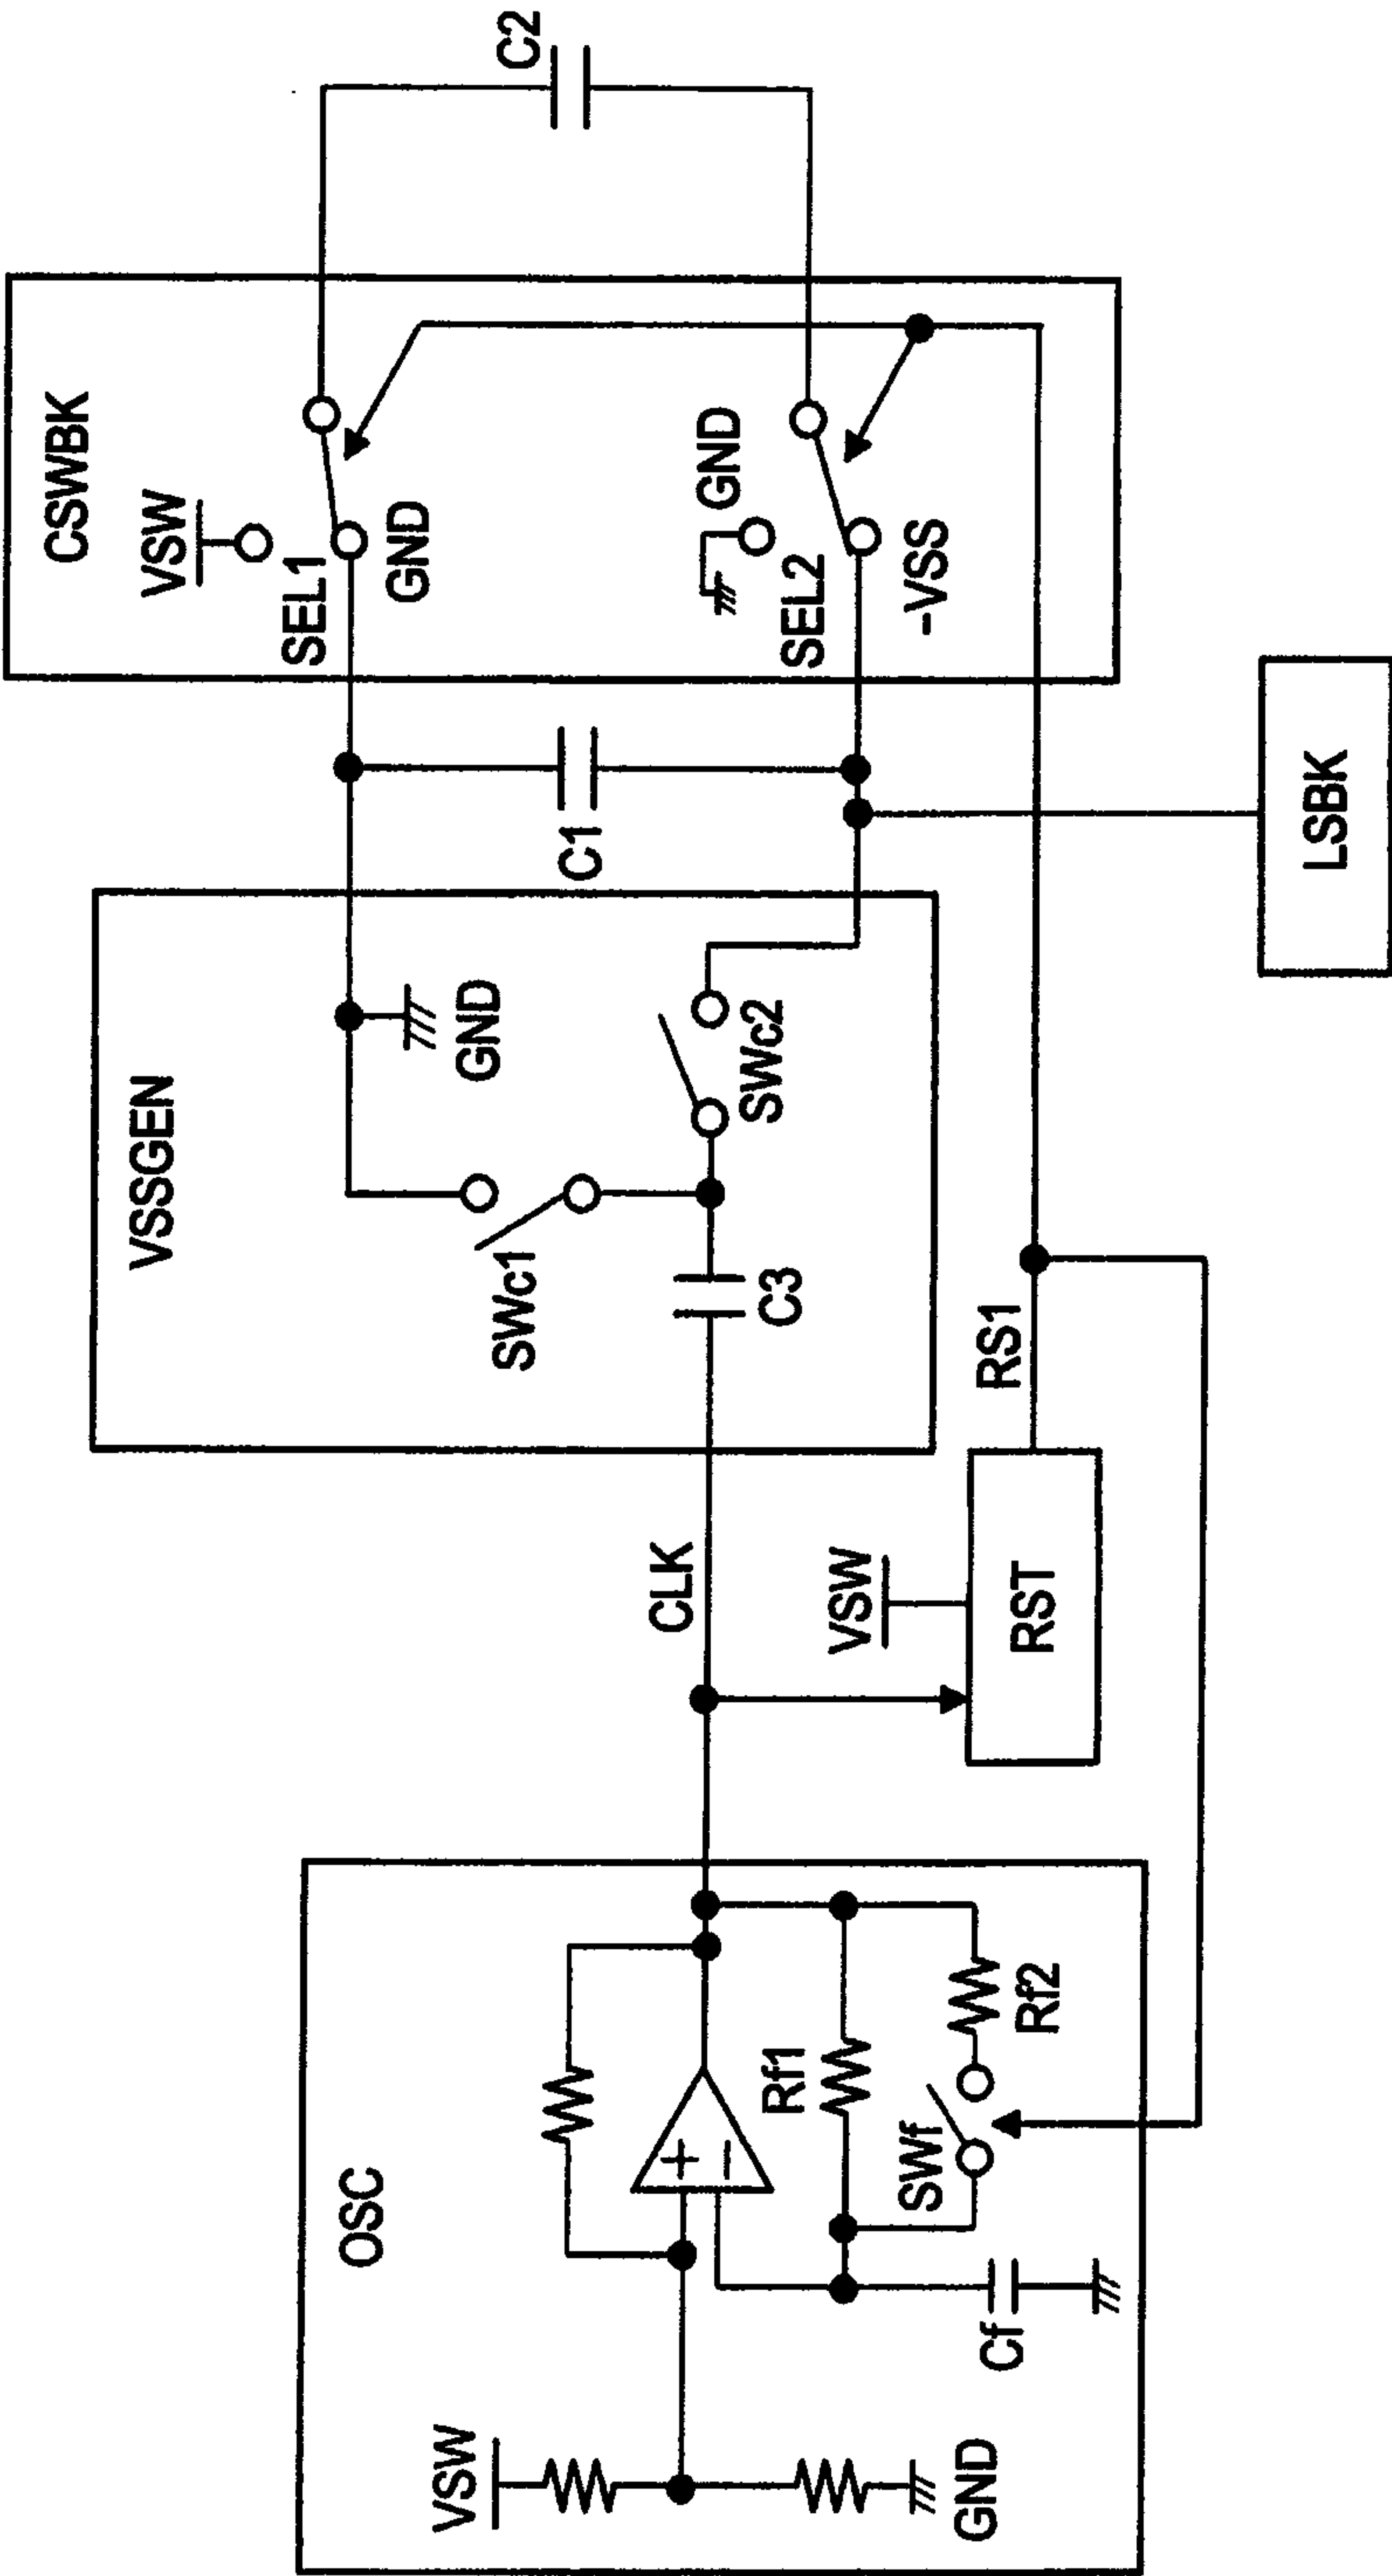 OSC
VSW
GND
Cf
SWf
Rf1
Rf2
+
−
CLK
VSW
RST
RS1
VSSGEN
SWc1
C3
SWc2
GND
C1
LSBK
CSWBK
VSW
SEL1
GND
GND
SEL2
-VSS
C2